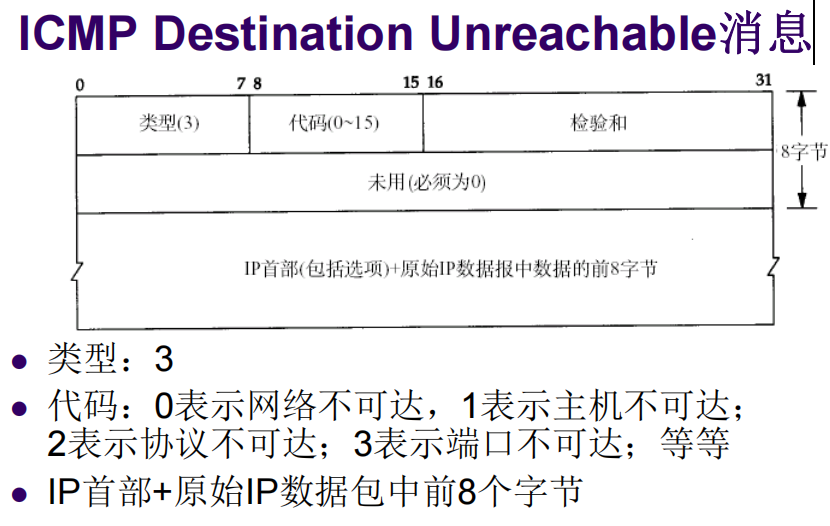 ICMP Destination Unreachable消息
0 7 8 15 16 31
类型(3) 代码(0~15) 检验和
8字节
未用(必须为0)
IP首部(包括选项)+原始IP数据报中数据的前8字节
● 类型：3
● 代码：0表示网络不可达，1表示主机不可达；
2表示协议不可达；3表示端口不可达；等等
● IP首部+原始IP数据包中前8个字节